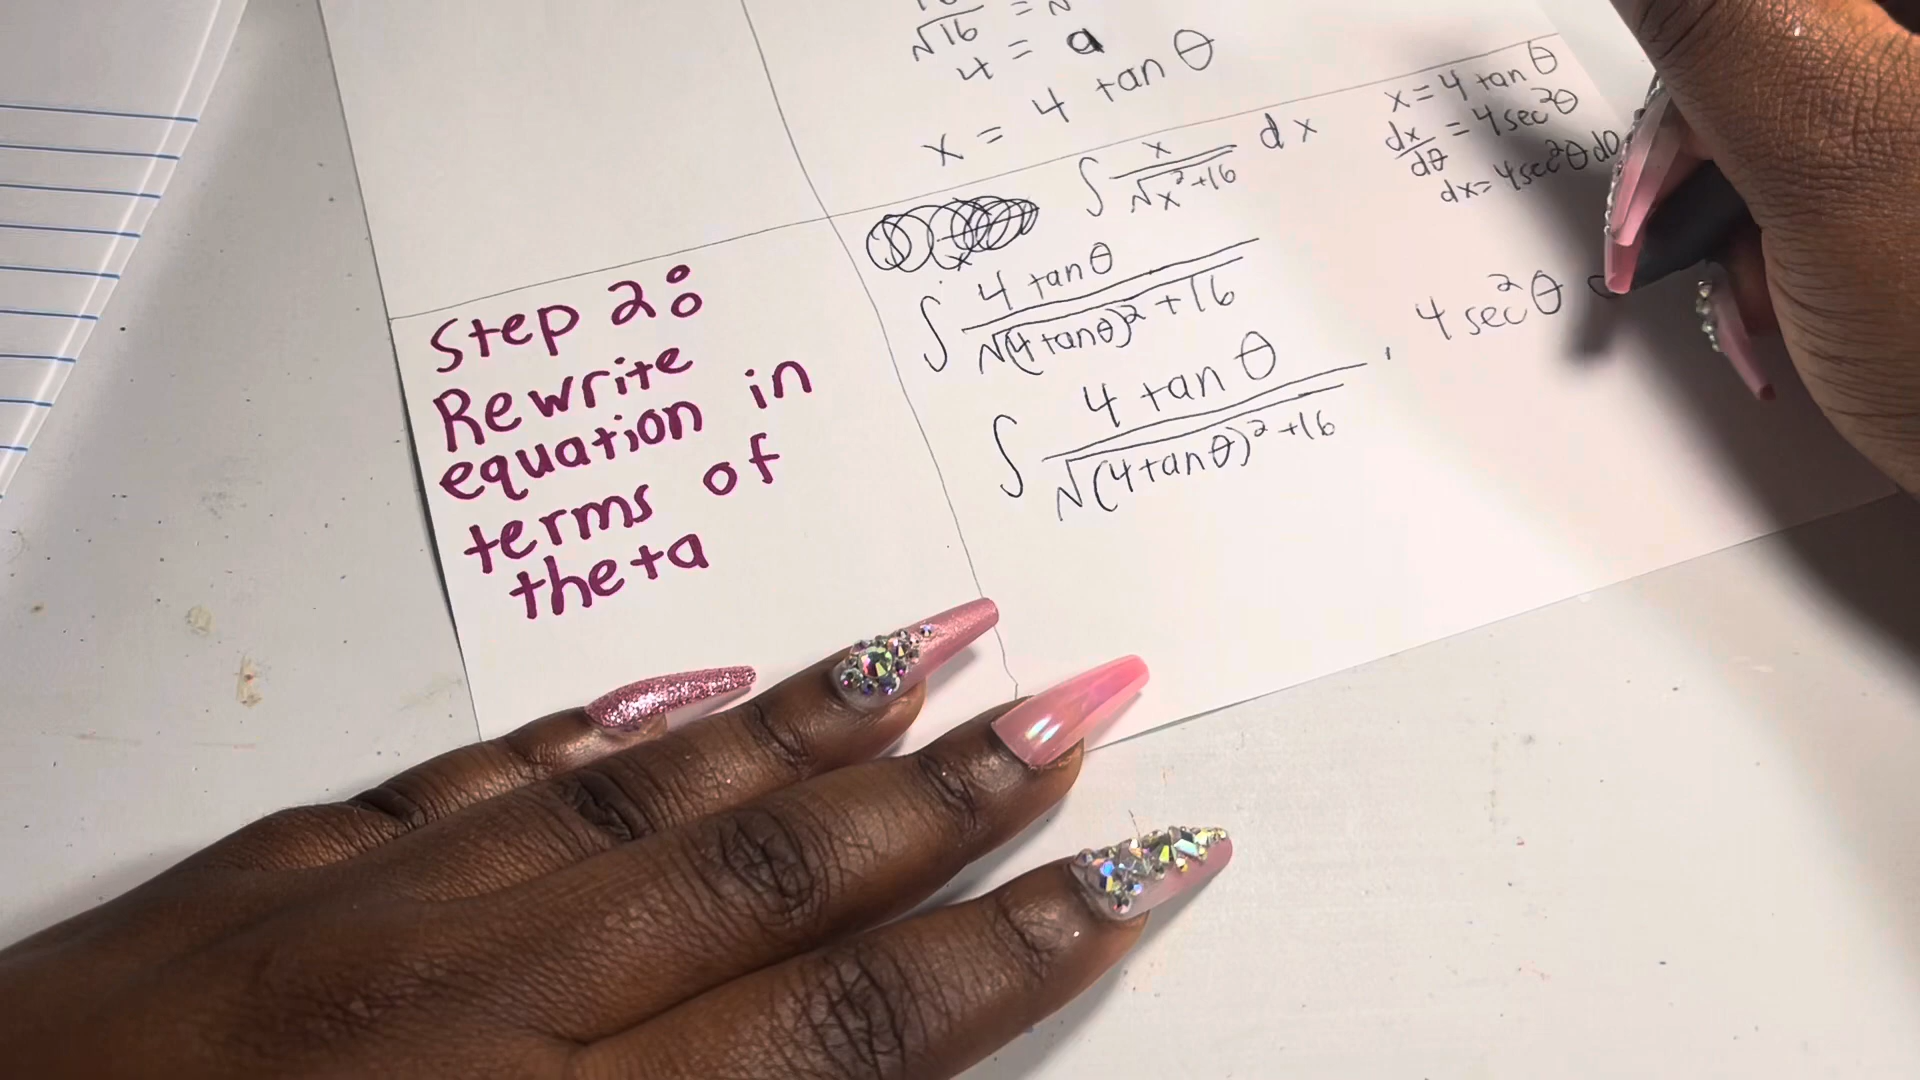 √16 =
4 = a
x = 4 tan θ
∫ x/√x²+16 dx
x = 4 tan θ
dx/dθ = 4sec²θ
dx = 4sec²θ dθ
Step 2:
Rewrite
equation in
terms of
theta
∫ 4 tan θ/√(4 tan θ)² + 16
∫ 4 tan θ/√(4 tan θ)² + 16 · 4 sec²θ